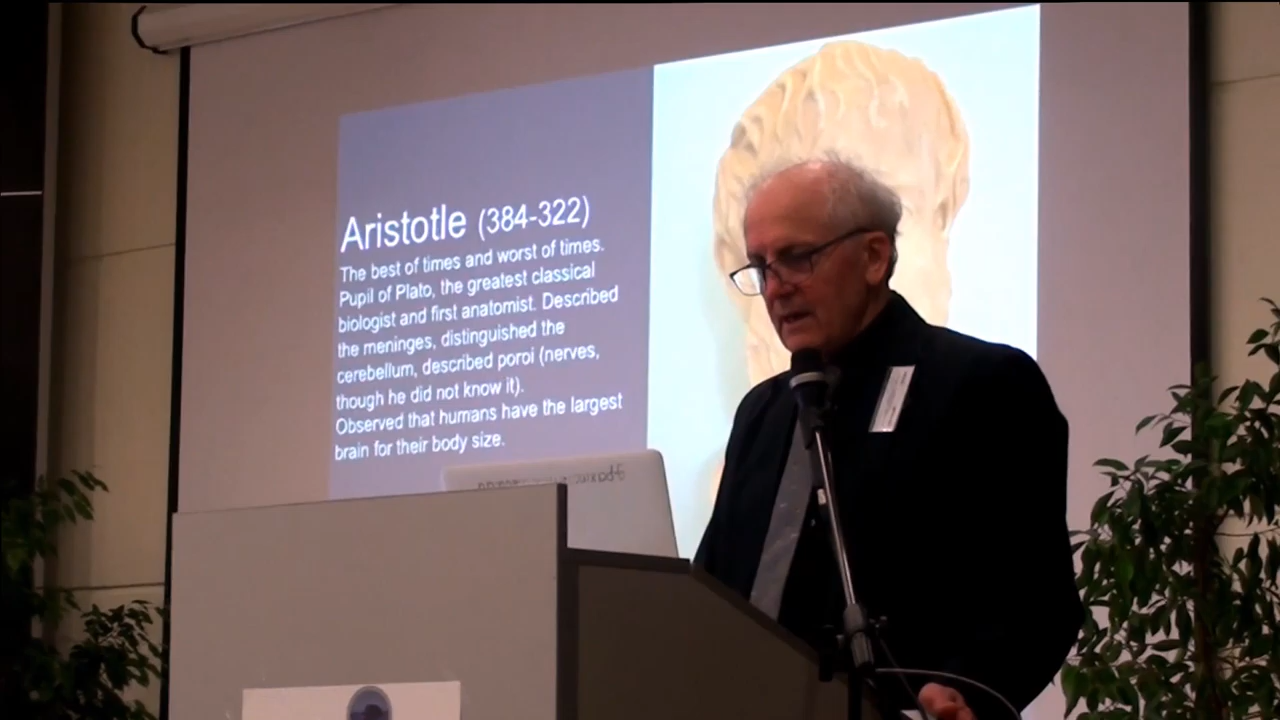 Aristotle (384-322)
The best of times and worst of times.
Pupil of Plato, the greatest classical
biologist and first anatomist. Described
the meninges, distinguished the
cerebellum, described poroi (nerves,
though he did not know it).
Observed that humans have the largest
brain for their body size.